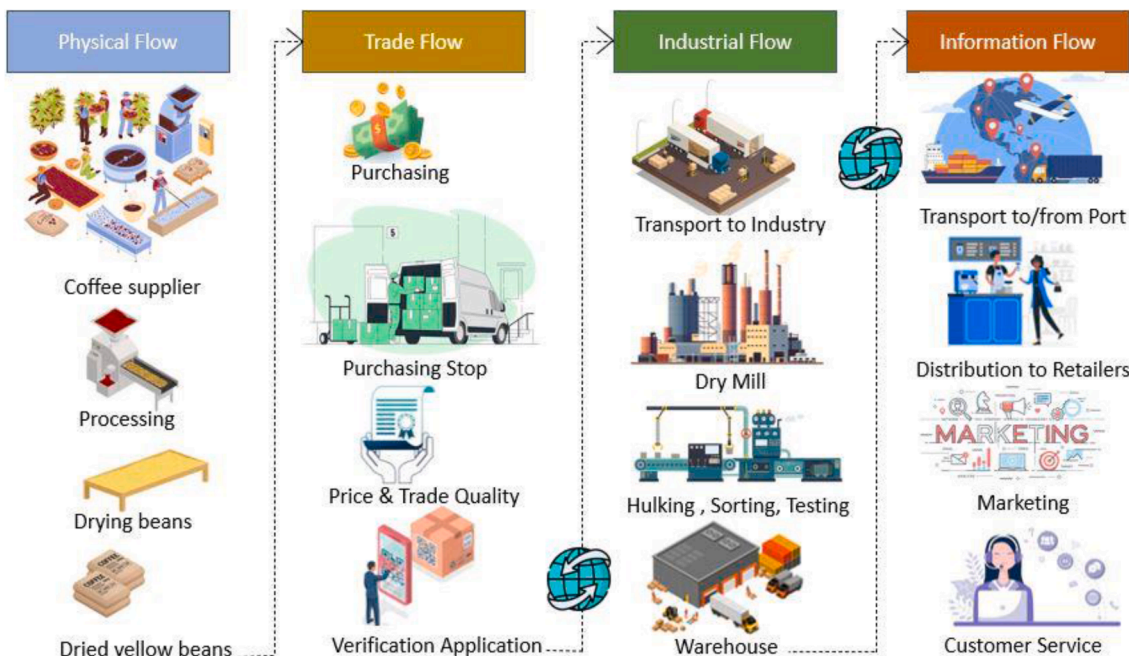 Physical Flow
Trade Flow
Industrial Flow
Information Flow
Coffee supplier
Processing
Drying beans
COFFEE
COFFEE
Dried yellow beans
Purchasing
$
$
Purchasing Stop
Price & Trade Quality
Verification Application
Transport to Industry
Dry Mill
Hulking , Sorting, Testing
Warehouse
Transport to/from Port
Distribution to Retailers
MARKETING
Marketing
Customer Service